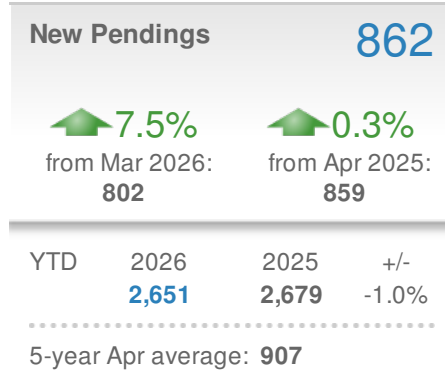 New Pendings 862
7.5% 0.3%
from Mar 2026: from Apr 2025:
802 859
YTD 2026 2025 +/-
2,651 2,679 -1.0%
5-year Apr average: 907